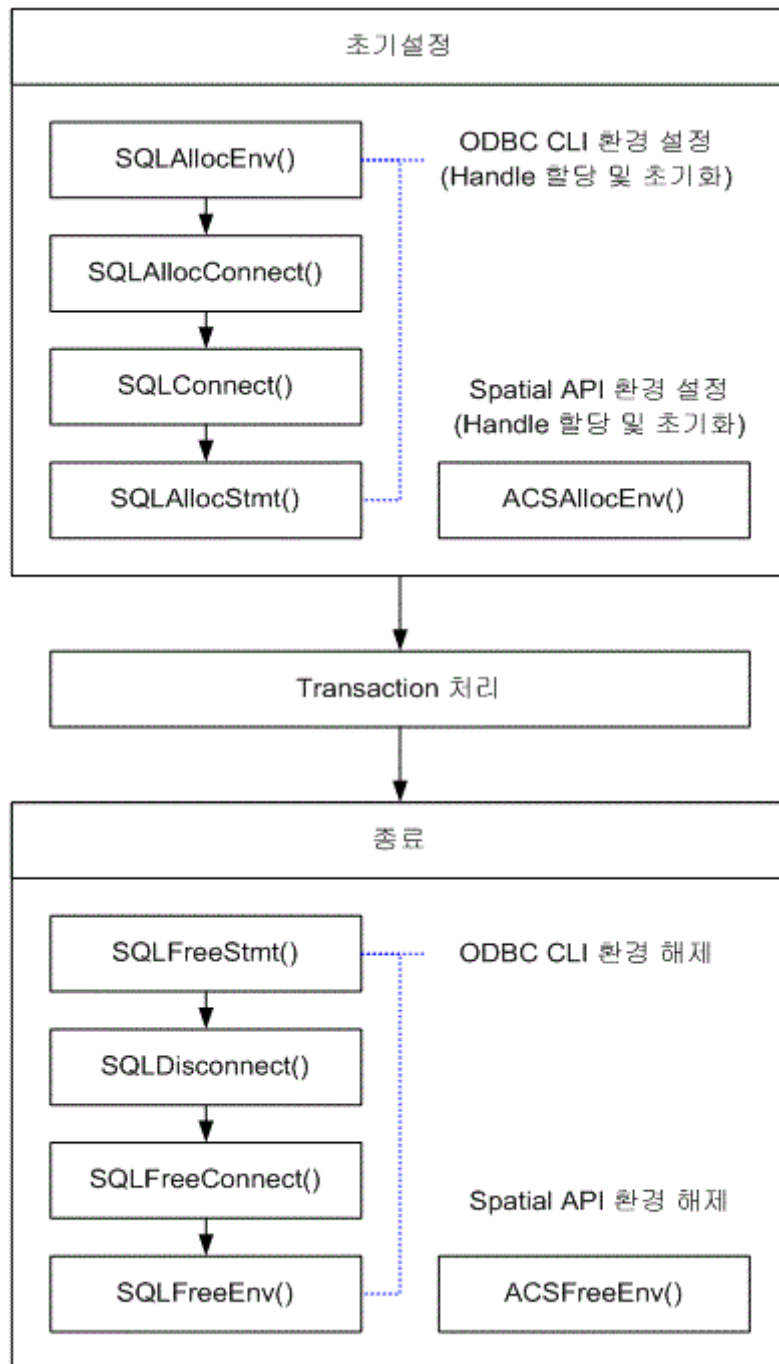 초기설정
SQLAllocEnv()
ODBC CLI 환경 설정
(Handle 할당 및 초기화)
SQLAllocConnect()
SQLConnect()
Spatial API 환경 설정
(Handle 할당 및 초기화)
SQLAllocStmt()
ACSAllocEnv()
Transaction 처리
종료
SQLFreeStmt()
ODBC CLI 환경 해제
SQLDisconnect()
SQLFreeConnect()
Spatial API 환경 해제
SQLFreeEnv()
ACSFreeEnv()